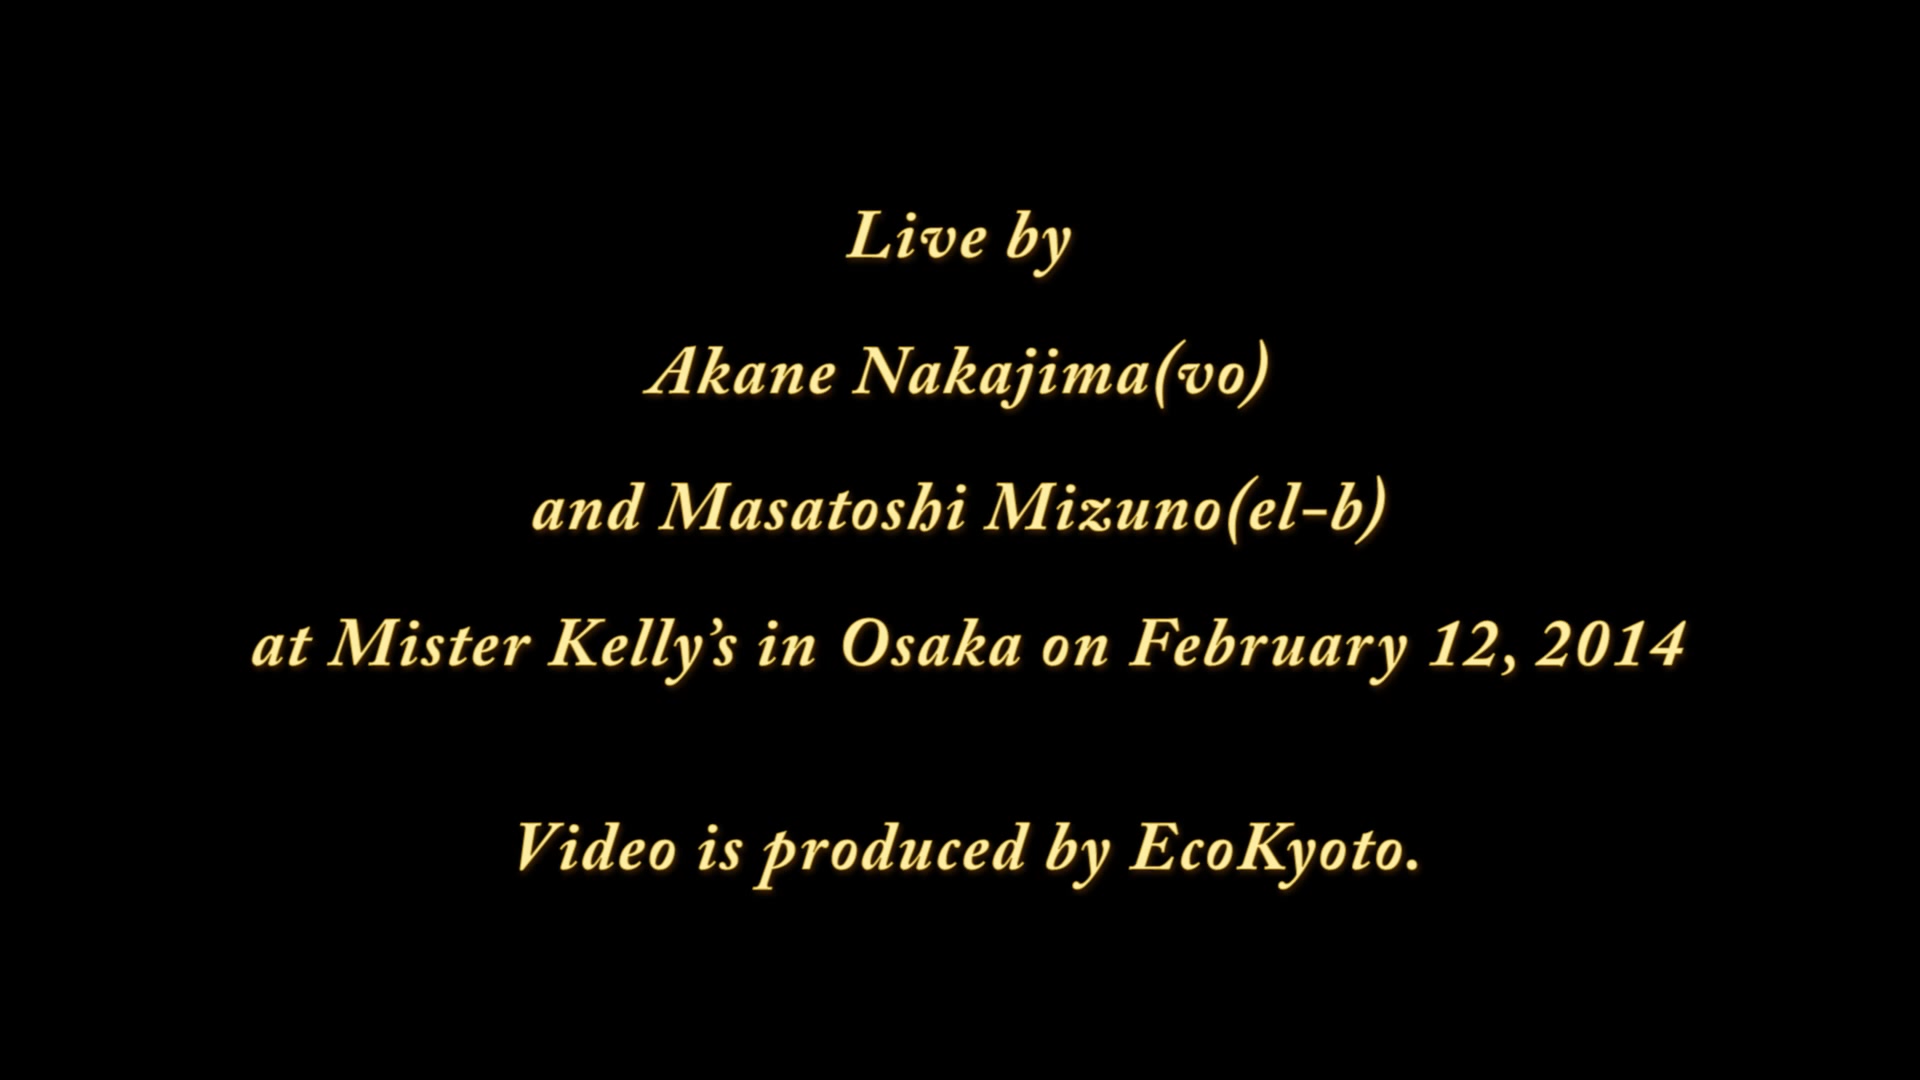 Live by
Akane Nakajima(vo)
and Masatoshi Mizuno(el-b)
at Mister Kelly’s in Osaka on February 12, 2014
Video is produced by EcoKyoto.